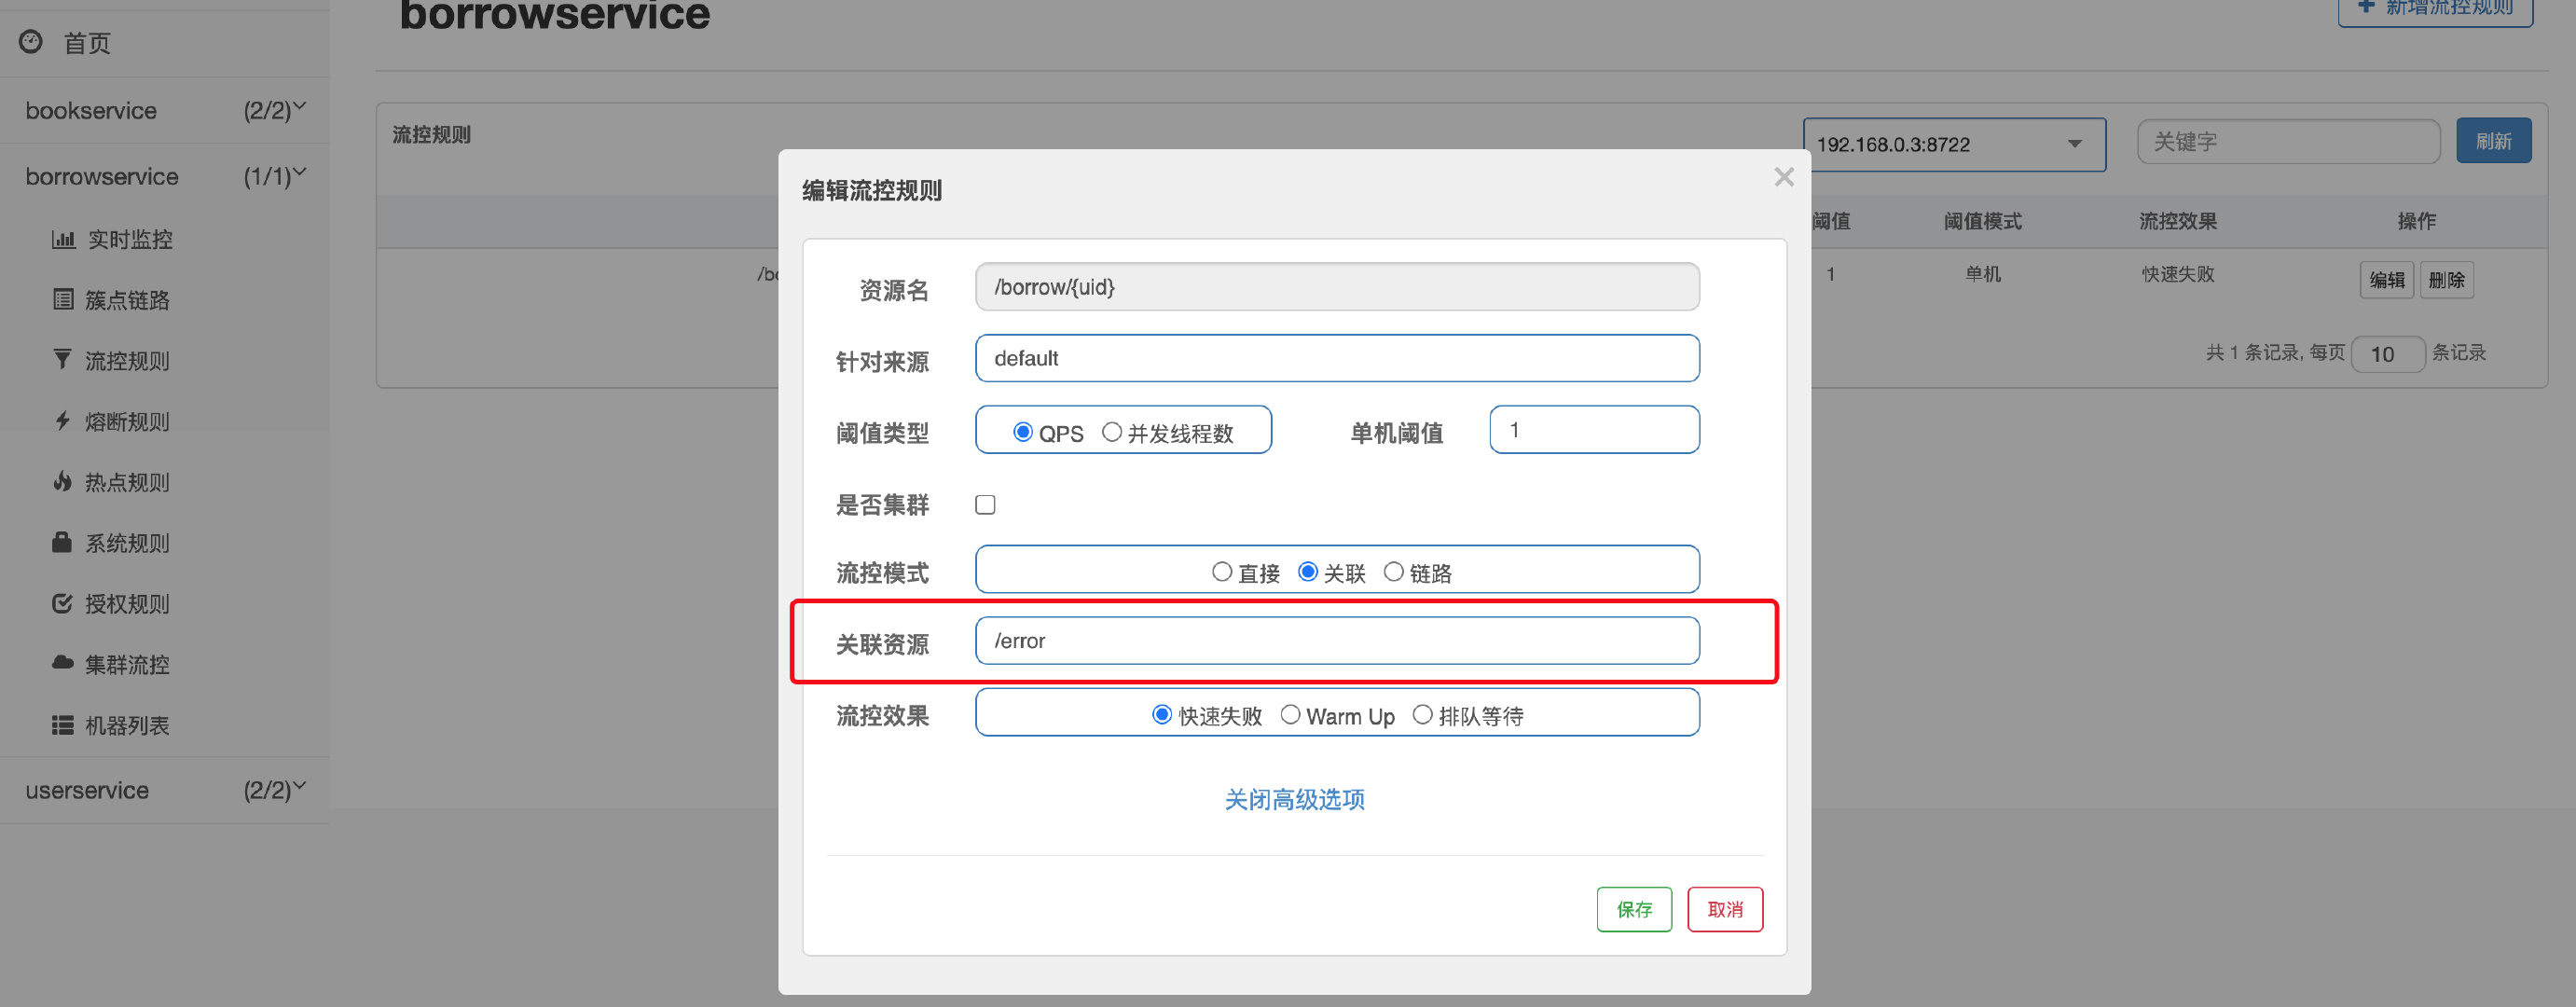 borrowservice
新增流控规则
首页
bookservice (2/2)
borrowservice (1/1)
实时监控
簇点链路
流控规则
熔断规则
热点规则
系统规则
授权规则
集群流控
机器列表
userservice (2/2)
流控规则
192.168.0.3:8722 关键字 刷新
阈值 阈值模式 流控效果 操作
/bo 1 单机 快速失败 编辑 删除
共 1 条记录, 每页 10 条记录
编辑流控规则
资源名 /borrow/{uid}
针对来源 default
阈值类型 QPS 并发线程数 单机阈值 1
是否集群
流控模式 直接 关联 链路
关联资源 /error
流控效果 快速失败 Warm Up 排队等待
关闭高级选项
保存 取消